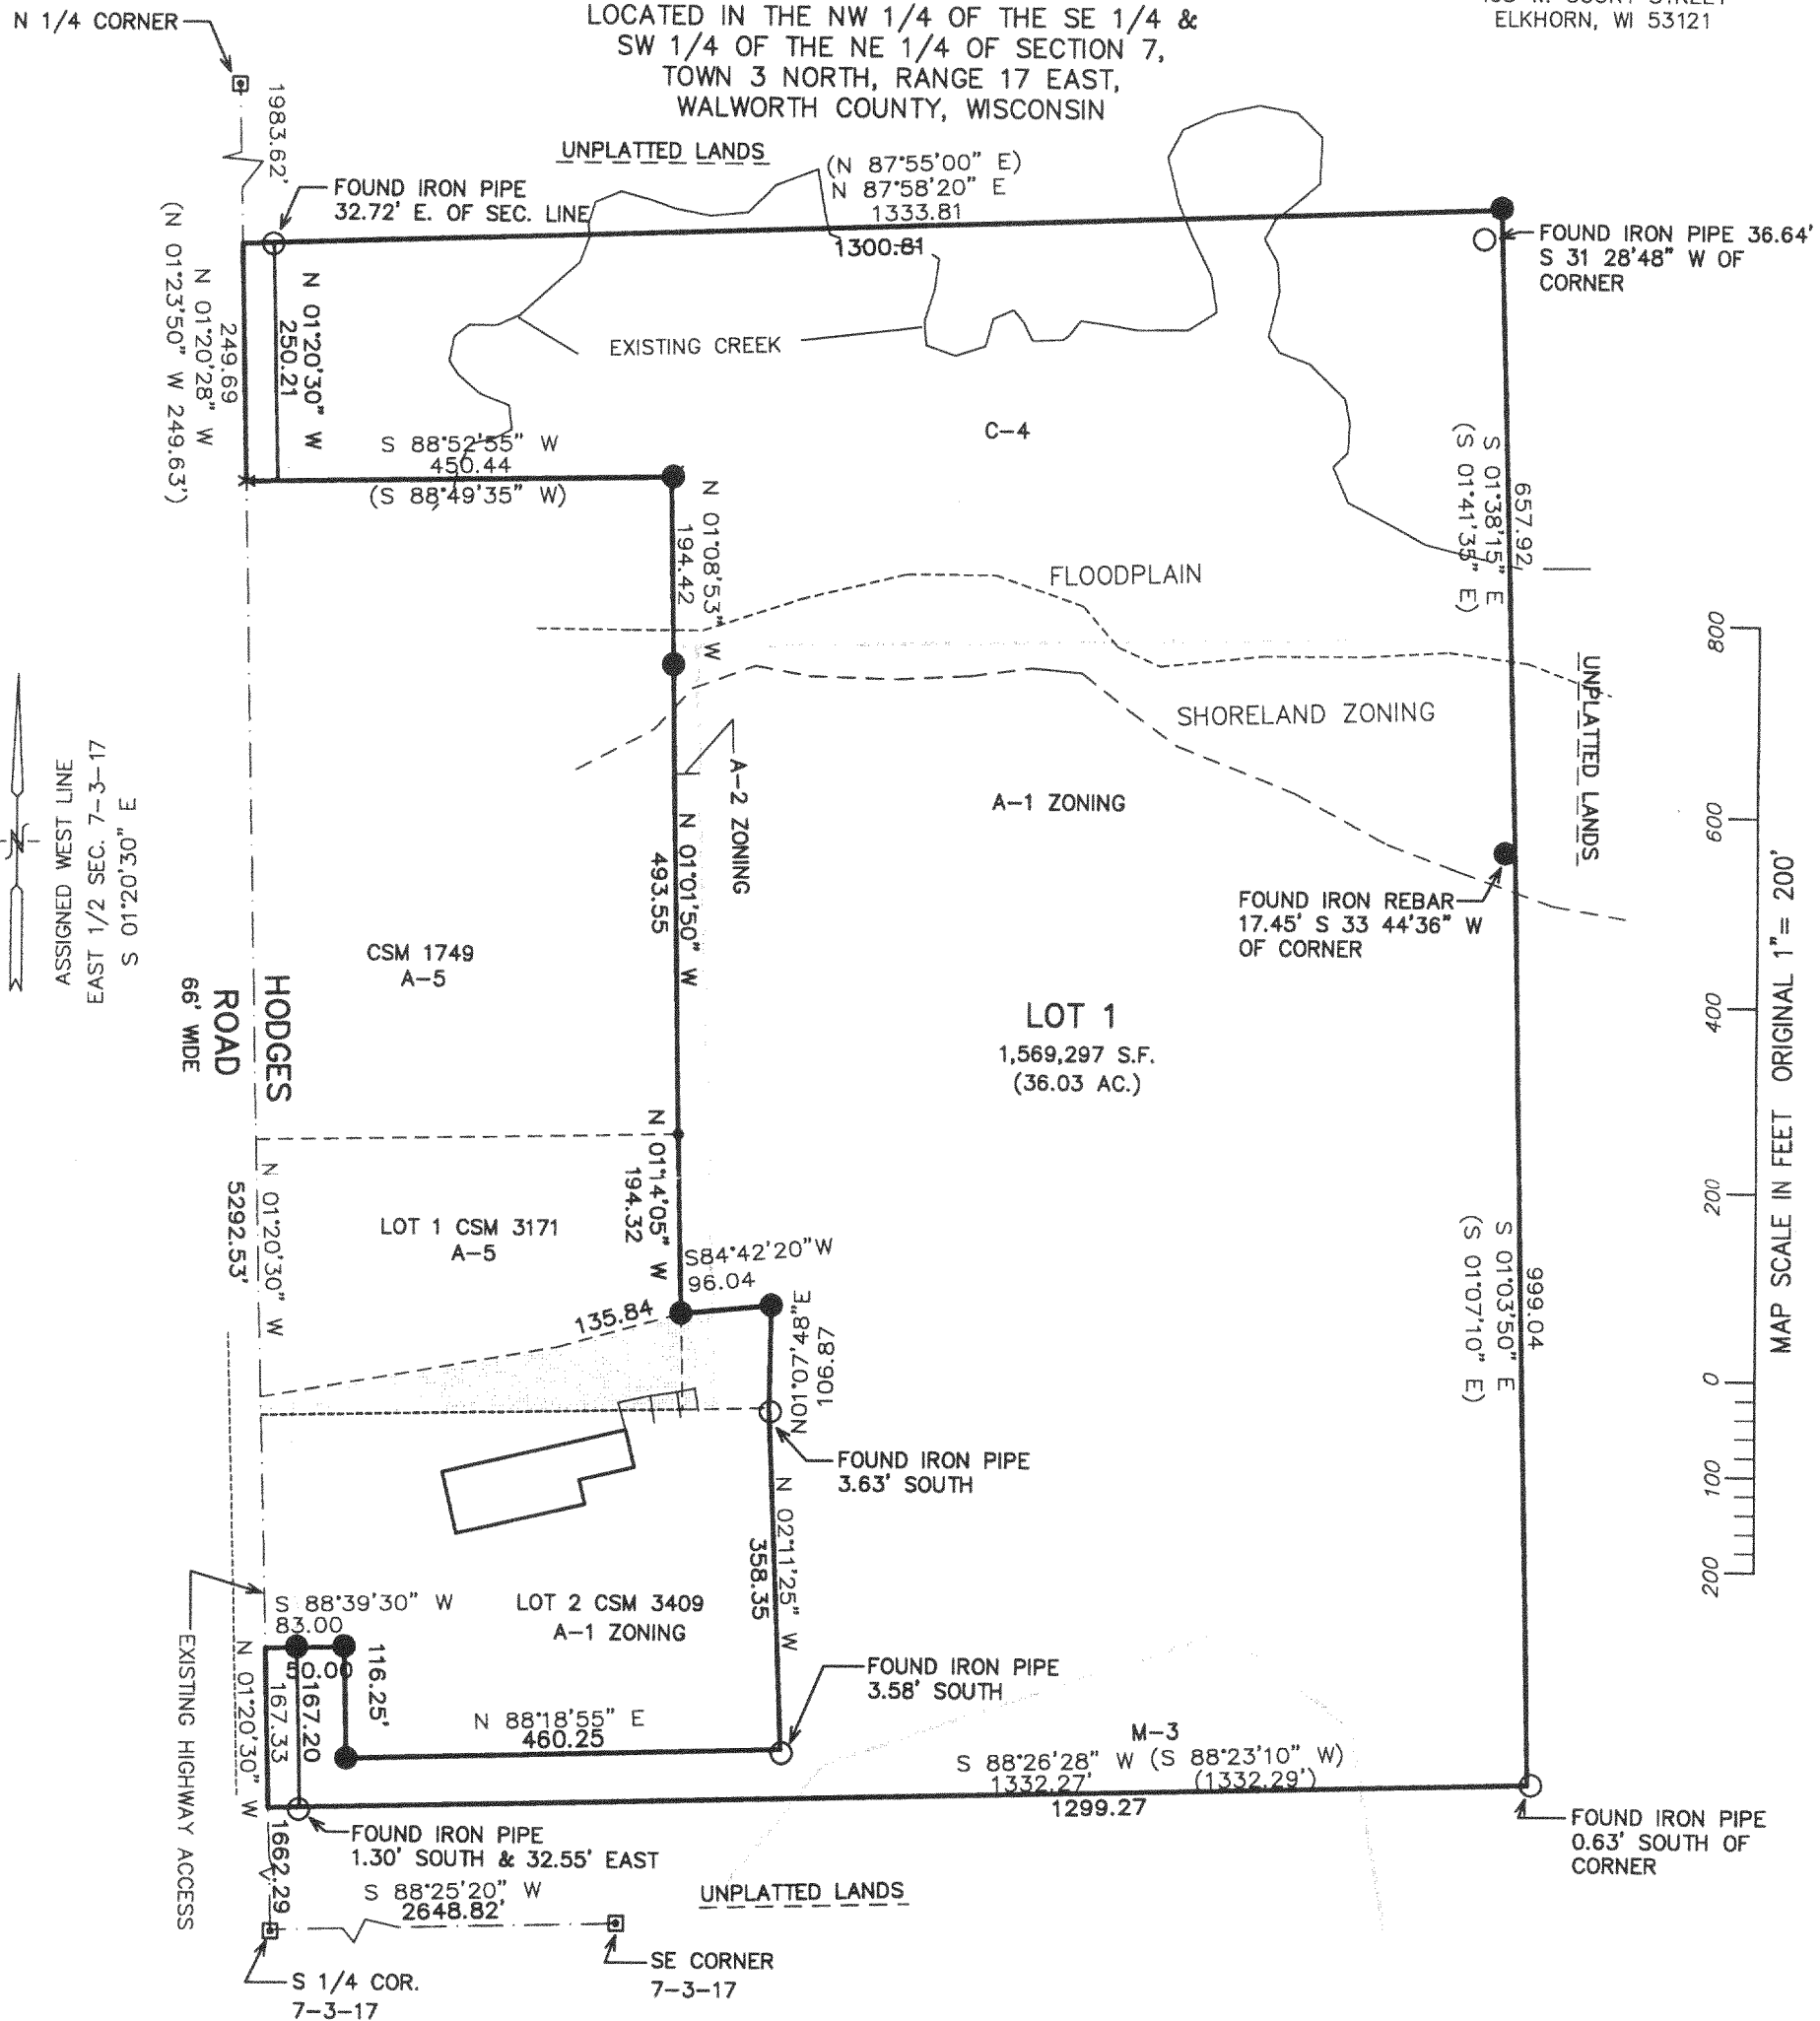 LOCATED IN THE NW 1/4 OF THE SE 1/4 &
SW 1/4 OF THE NE 1/4 OF SECTION 7,
TOWN 3 NORTH, RANGE 17 EAST,
WALWORTH COUNTY, WISCONSIN
ELKHORN, WI 53121
N 1/4 CORNER
1983.62'
UNPLATTED LANDS
(N 87°55'00" E)
N 87°58'20" E
1333.81
1300.81
FOUND IRON PIPE
32.72' E. OF SEC. LINE
FOUND IRON PIPE 36.64'
S 31 28'48" W OF
CORNER
N 01°20'30" W
250.21
249.69
N 01°20'28" W
(N 01°23'50" W 249.63')
EXISTING CREEK
C-4
S 88°52'55" W
450.44
(S 88°49'35" W)
N 01°08'53" W
194.42
657.92
S 01°38'15" E
(S 01°41'35" E)
FLOODPLAIN
SHORELAND ZONING
UNPLATTED LANDS
A-2 ZONING
A-1 ZONING
N 01°01'50" W
493.55
FOUND IRON REBAR
17.45' S 33 44'36" W
OF CORNER
ASSIGNED WEST LINE
EAST 1/2 SEC. 7-3-17
S 01°20'30" E
CSM 1749
A-5
HODGES
ROAD
66' WIDE
LOT 1
1,569,297 S.F.
(36.03 AC.)
800
600
400
200
0
100
200
MAP SCALE IN FEET ORIGINAL 1"= 200'
N 01°14'05" W
194.32
N 01°20'30" W
5292.53'
LOT 1 CSM 3171
A-5
S84°42'20"W
96.04
135.84
N01°07'48"E
106.87
999.04
S 01°03'50" E
(S 01°07'10" E)
FOUND IRON PIPE
3.63' SOUTH
N 02°11'25" W
358.35
S 88°39'30" W
83.00
50.00
LOT 2 CSM 3409
A-1 ZONING
116.25'
167.20
167.33
N 01°20'30" W
EXISTING HIGHWAY ACCESS
FOUND IRON PIPE
3.58' SOUTH
N 88°18'55" E
460.25
M-3
S 88°26'28" W (S 88°23'10" W)
1332.27' (1332.29')
1299.27
FOUND IRON PIPE
0.63' SOUTH OF
CORNER
FOUND IRON PIPE
1.30' SOUTH & 32.55' EAST
1662.29
S 88°25'20" W
2648.82'
UNPLATTED LANDS
SE CORNER
7-3-17
S 1/4 COR.
7-3-17